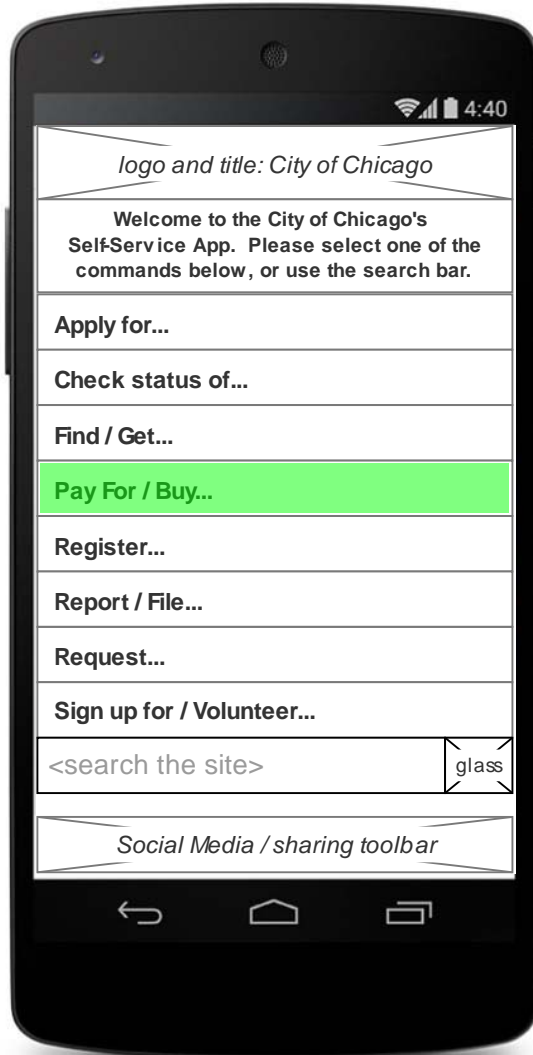 4:40
logo and title: City of Chicago
Welcome to the City of Chicago's
Self-Service App.  Please select one of the
commands below, or use the search bar.
Apply for...
Check status of...
Find / Get...
Pay For / Buy...
Register...
Report / File...
Request...
Sign up for / Volunteer...
<search the site>
glass
Social Media / sharing toolbar